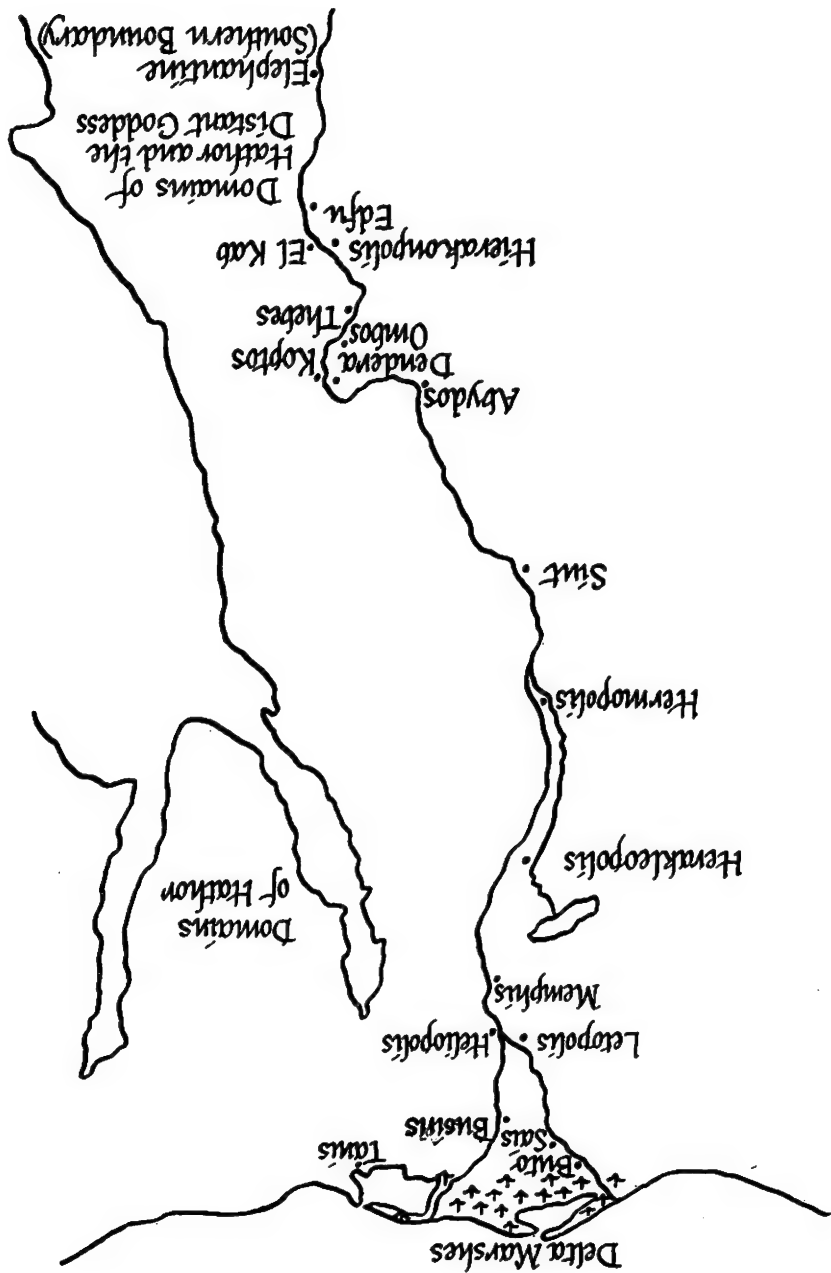 Delta Marshes
Buto
Sais
Tanis
Busiris
Letopolis
Heliopolis
Memphis
Domains
of Hathor
Herakleopolis
Hermopolis
Siut
Abydos
Dendera
Koptos
Ombos
Thebes
Hierakonpolis
El Kab
Edfu
Domains of
Hathor and the
Distant Goddess
Elephantine
(Southern Boundary)